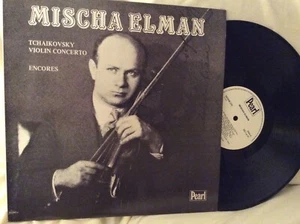 MISCHA ELMAN
TCHAIKOVSKY
VIOLIN CONCERTO
ENCORES
Pearl
Pearl